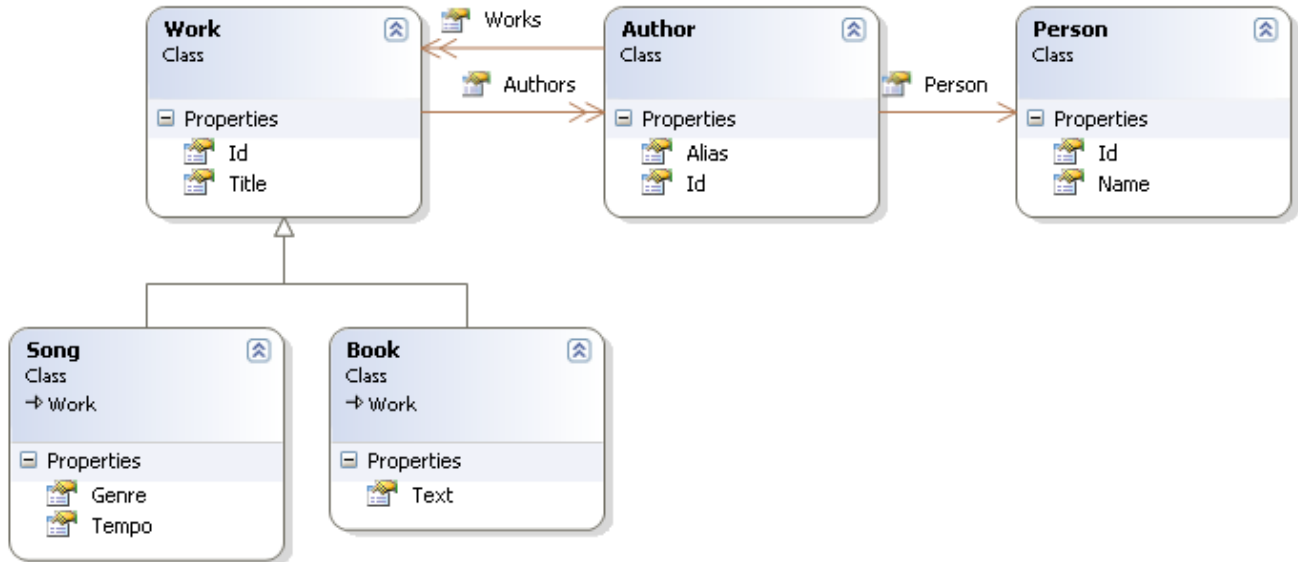 Work
Class
Properties
Id
Title
Works
Authors
Author
Class
Properties
Alias
Id
Person
Person
Class
Properties
Id
Name
Song
Class
Work
Properties
Genre
Tempo
Book
Class
Work
Properties
Text